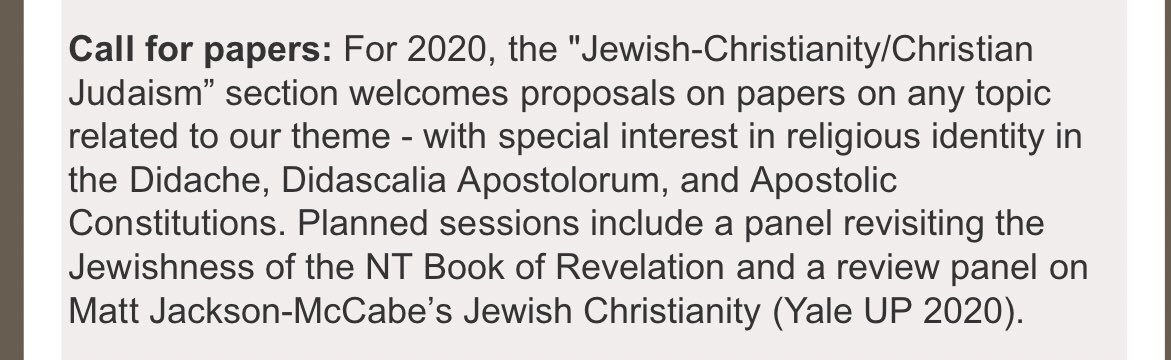 Call for papers: For 2020, the "Jewish-Christianity/Christian
Judaism” section welcomes proposals on papers on any topic
related to our theme - with special interest in religious identity in
the Didache, Didascalia Apostolorum, and Apostolic
Constitutions. Planned sessions include a panel revisiting the
Jewishness of the NT Book of Revelation and a review panel on
Matt Jackson-McCabe’s Jewish Christianity (Yale UP 2020).